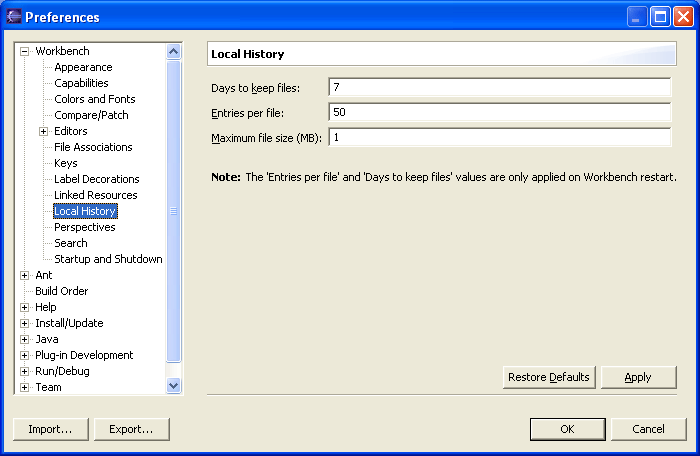 Preferences
Workbench
Appearance
Capabilities
Colors and Fonts
Compare/Patch
Editors
File Associations
Keys
Label Decorations
Linked Resources
Local History
Perspectives
Search
Startup and Shutdown
Ant
Build Order
Help
Install/Update
Java
Plug-in Development
Run/Debug
Team
Local History
Days to keep files: 7
Entries per file: 50
Maximum file size (MB): 1
Note: The 'Entries per file' and 'Days to keep files' values are only applied on Workbench restart.
Restore Defaults Apply
Import... Export... OK Cancel